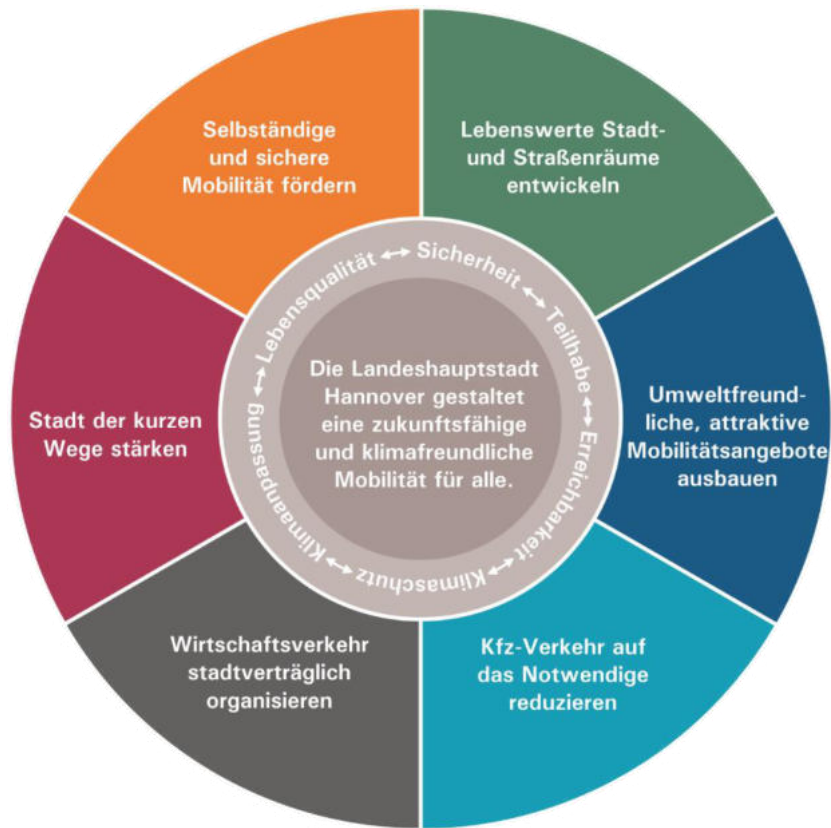 Selbständige
und sichere
Mobilität fördern
Lebenswerte Stadt-
und Straßenräume
entwickeln
Umweltfreund-
liche, attraktive
Mobilitätsangebote
ausbauen
Kfz-Verkehr auf
das Notwendige
reduzieren
Wirtschaftsverkehr
stadtverträglich
organisieren
Stadt der kurzen
Wege stärken
Lebensqualität ↔ Sicherheit ↔ Teilhabe ↔ Erreichbarkeit ↔ Klimaschutz ↔ Klimaanpassung ↔
Die Landeshauptstadt
Hannover gestaltet
eine zukunftsfähige
und klimafreundliche
Mobilität für alle.